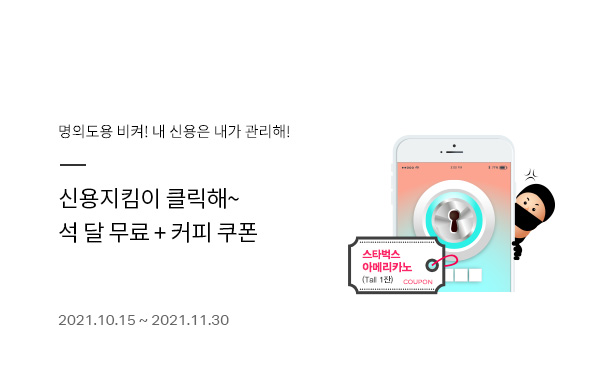 명의도용 비켜! 내 신용은 내가 관리해!
신용지킴이 클릭해~
석 달 무료 + 커피 쿠폰
스타벅스
아메리카노
(Tall 1잔)
COUPON
2021.10.15 ~ 2021.11.30